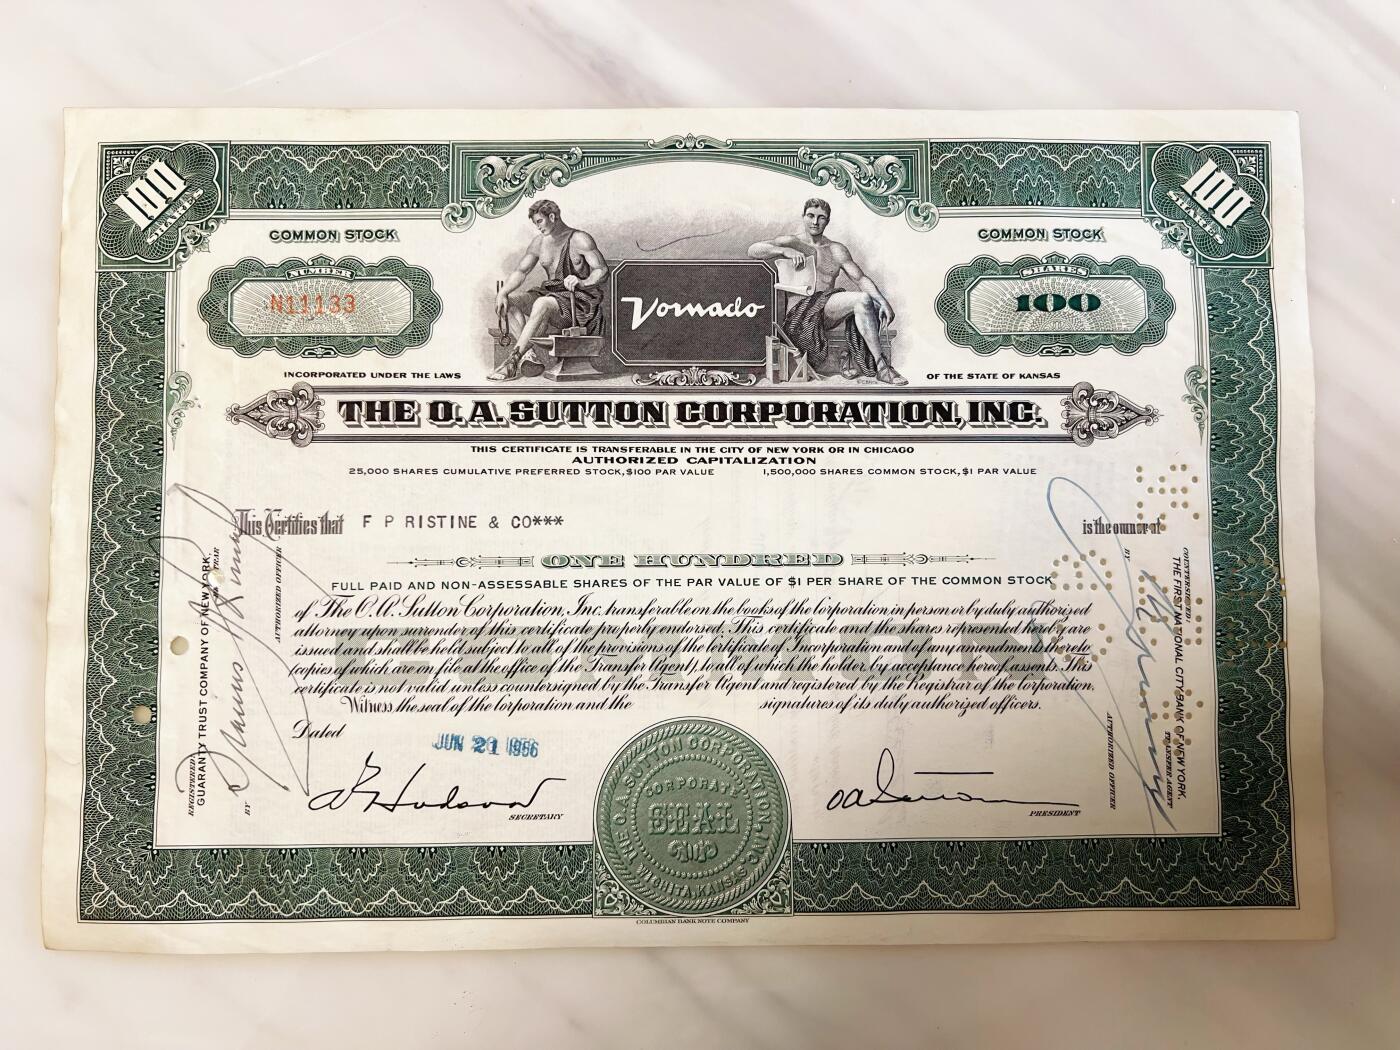 100
SHARES
100
SHARES
COMMON STOCK
COMMON STOCK
NUMBER
N11133
Vornado
SHARES
100
INCORPORATED UNDER THE LAWS
OF THE STATE OF KANSAS
THE O. A. SUTTON CORPORATION, INC.
THIS CERTIFICATE IS TRANSFERABLE IN THE CITY OF NEW YORK OR IN CHICAGO
AUTHORIZED CAPITALIZATION
25,000 SHARES CUMULATIVE PREFERRED STOCK, $100 PAR VALUE 1,500,000 SHARES COMMON STOCK, $1 PAR VALUE
This Certifies that F P RISTINE & CO*** is the owner of
ONE HUNDRED
FULL PAID AND NON-ASSESSABLE SHARES OF THE PAR VALUE OF $1 PER SHARE OF THE COMMON STOCK
of The O. A. Sutton Corporation, Inc. transferable on the books of the Corporation in person or by duly authorized
attorney upon surrender of this certificate properly endorsed. This certificate and the shares represented hereby are
issued and shall be held subject to all of the provisions of the Certificate of Incorporation and of any amendments thereto
(copies of which are on file at the office of the Transfer Agent), to all of which the holder, by acceptance hereof, assents. This
certificate is not valid unless countersigned by the Transfer Agent and registered by the Registrar of the corporation.
Witness the seal of the Corporation and the signatures of its duly authorized officers.
Dated
JUN 21 1956
SECRETARY
OA Sutton
PRESIDENT
THE O.A. SUTTON CORPORATION, INC.
CORPORATE
SEAL
WICHITA, KANSAS
COLUMBIAN BANK NOTE COMPANY
REGISTERED:
GUARANTY TRUST COMPANY OF NEW YORK,
BY
AUTHORIZED OFFICER
COUNTERSIGNED:
THE FIRST NATIONAL CITY BANK OF NEW YORK,
TRANSFER AGENT
BY
AUTHORIZED OFFICER